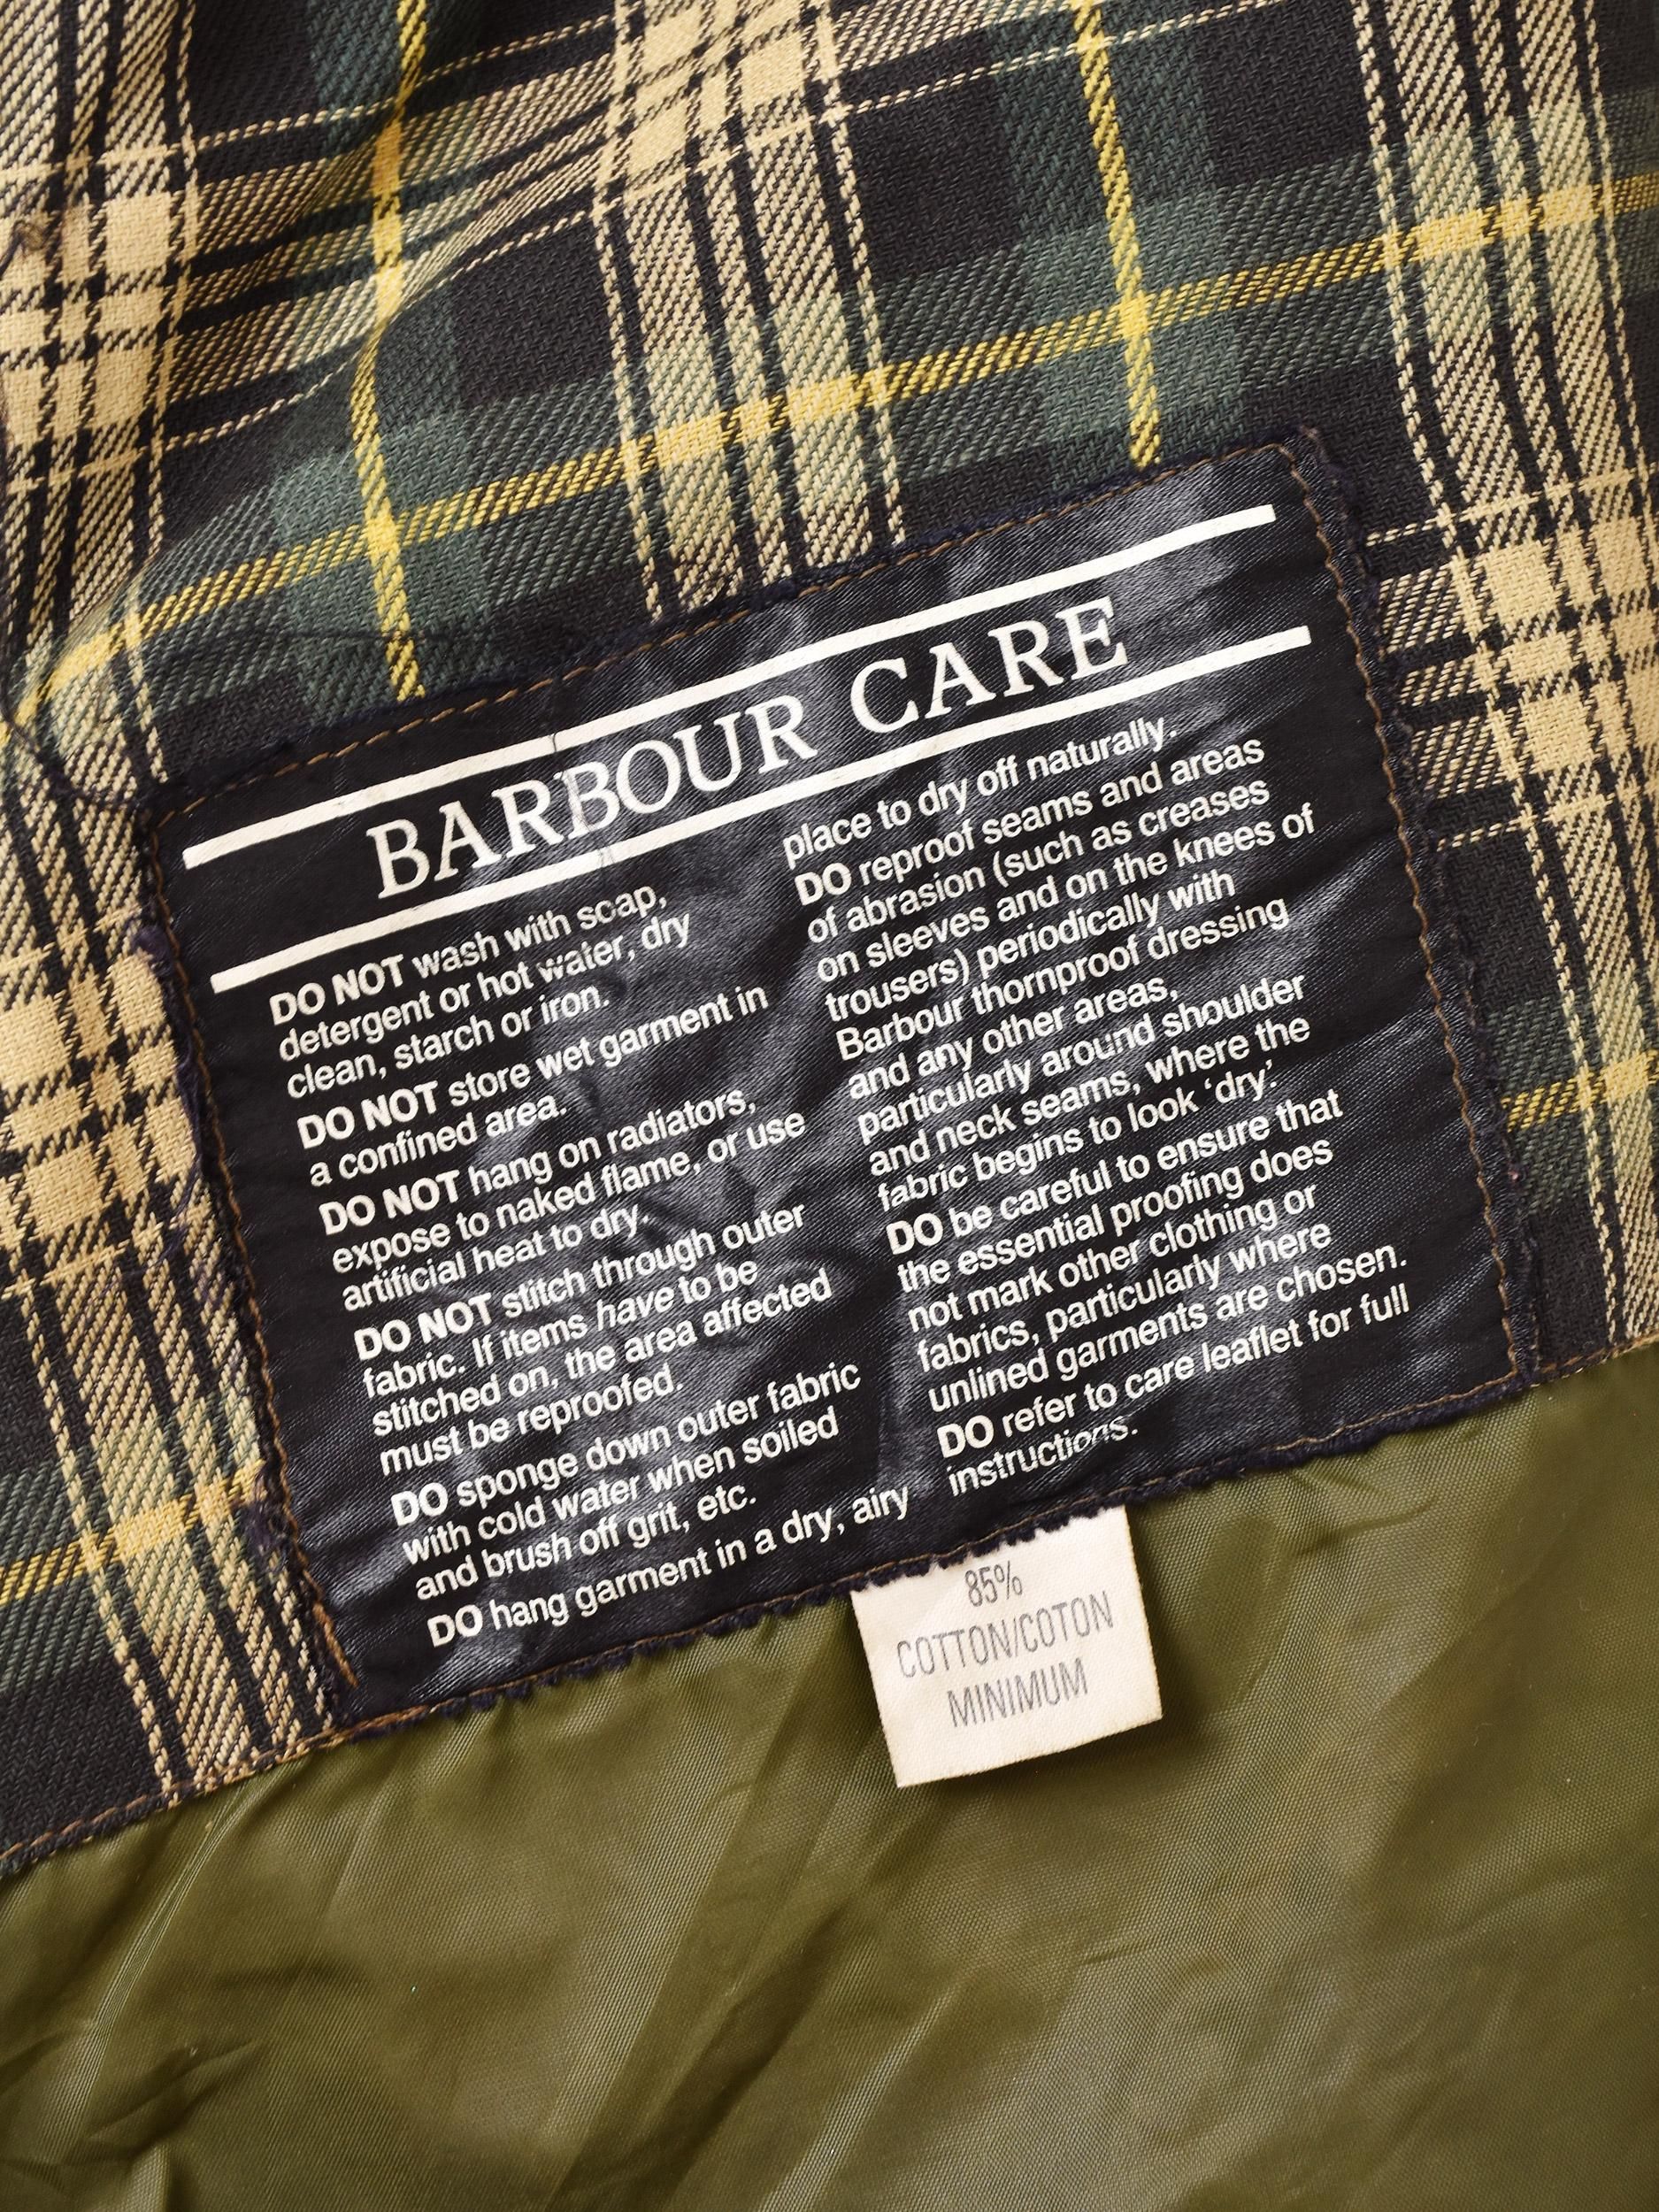 BARBOUR CARE
DO NOT wash with soap,
detergent or hot water, dry
clean, starch or iron.
DO NOT store wet garment in
a confined area.
DO NOT hang on radiators,
expose to naked flame, or use
artificial heat to dry.
DO NOT stitch through outer
fabric. If items have to be
stitched on, the area affected
must be reproofed.
DO sponge down outer fabric
with cold water when soiled
and brush off grit, etc.
DO hang garment in a dry, airy
place to dry off naturally.
DO reproof seams and areas
of abrasion (such as creases
on sleeves and on the knees of
trousers) periodically with
Barbour thornproof dressing
and any other areas,
particularly around shoulder
and neck seams, where the
fabric begins to look ‘dry’.
DO be careful to ensure that
the essential proofing does
not mark other clothing or
fabrics, particularly where
unlined garments are chosen.
DO refer to care leaflet for full
instructions.
85%
COTTON/COTON
MINIMUM